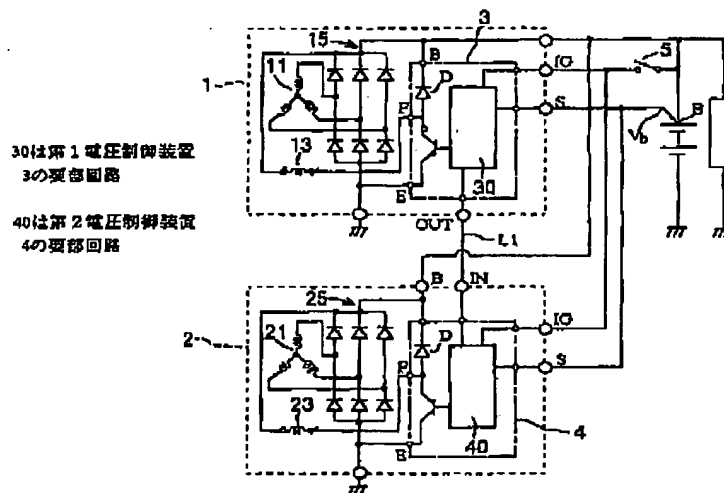 15
3
B
IG
5
1
11
D
F
S
B
Vb
13
30
30は第1電圧制御装置
3の要部回路
E
OUT
40は第2電圧制御装置
4の要部回路
L1
B
IN
25
2
21
D
IG
F
S
23
E
40
4